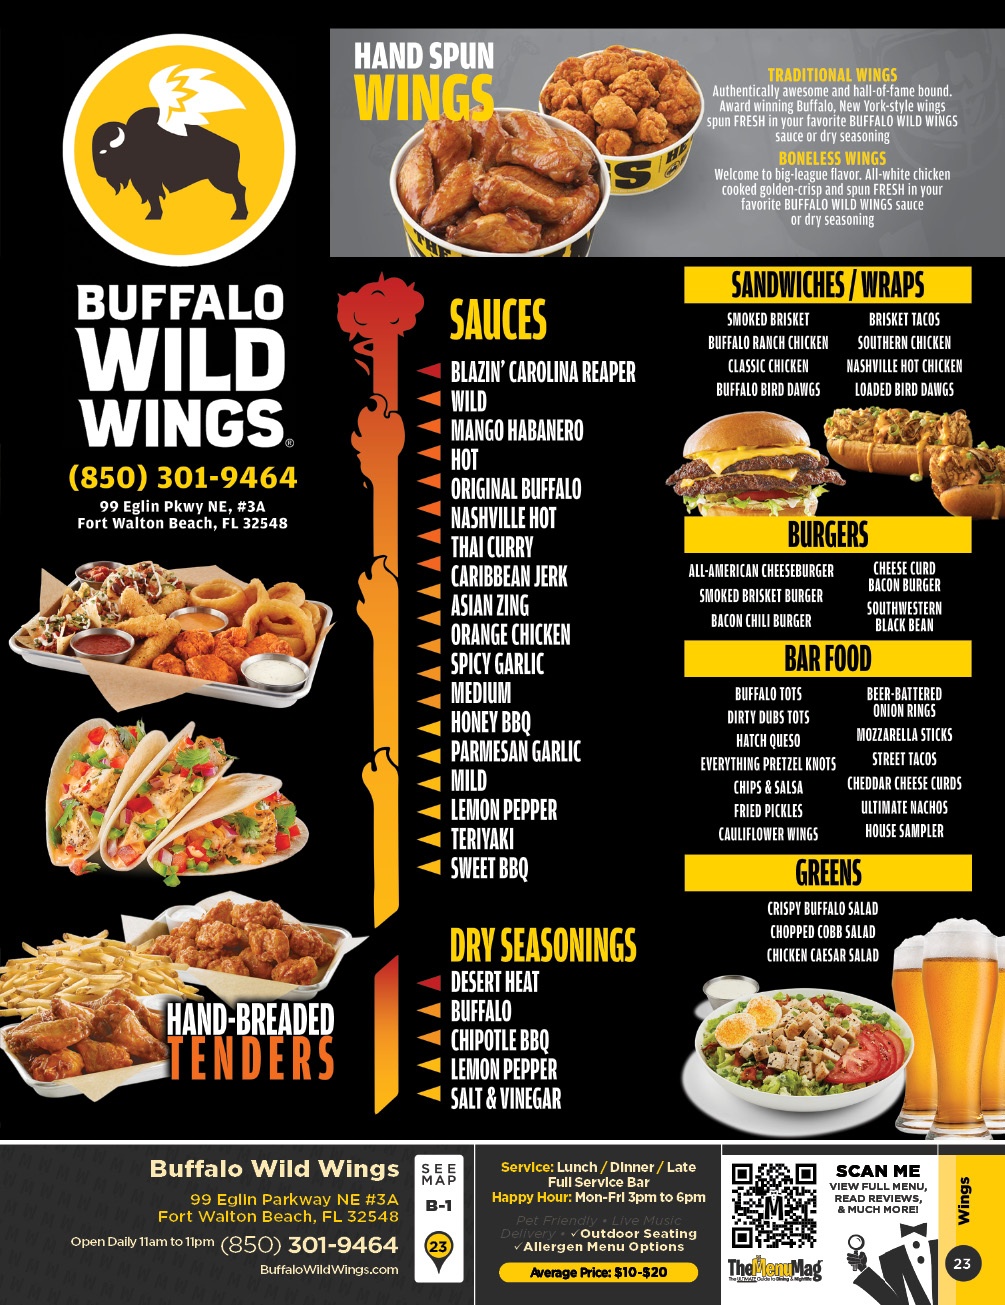 HAND SPUN
WINGS
TRADITIONAL WINGS
Authentically awesome and hall-of-fame bound.
Award winning Buffalo, New York-style wings
spun FRESH in your favorite BUFFALO WILD WINGS
sauce or dry seasoning
BONELESS WINGS
Welcome to big-league flavor. All-white chicken
cooked golden-crisp and spun FRESH in your
favorite BUFFALO WILD WINGS sauce
or dry seasoning
BUFFALO
WILD
WINGS®
(850) 301-9464
99 Eglin Pkwy NE, #3A
Fort Walton Beach, FL 32548
HAND-BREADED
TENDERS
SAUCES
BLAZIN' CAROLINA REAPER
WILD
MANGO HABANERO
HOT
ORIGINAL BUFFALO
NASHVILLE HOT
THAI CURRY
CARIBBEAN JERK
ASIAN ZING
ORANGE CHICKEN
SPICY GARLIC
MEDIUM
HONEY BBQ
PARMESAN GARLIC
MILD
LEMON PEPPER
TERIYAKI
SWEET BBQ
DRY SEASONINGS
DESERT HEAT
BUFFALO
CHIPOTLE BBQ
LEMON PEPPER
SALT & VINEGAR
SANDWICHES / WRAPS
SMOKED BRISKET
BUFFALO RANCH CHICKEN
CLASSIC CHICKEN
BUFFALO BIRD DAWGS
BRISKET TACOS
SOUTHERN CHICKEN
NASHVILLE HOT CHICKEN
LOADED BIRD DAWGS
BURGERS
ALL-AMERICAN CHEESEBURGER
SMOKED BRISKET BURGER
BACON CHILI BURGER
CHEESE CURD
BACON BURGER
SOUTHWESTERN
BLACK BEAN
BAR FOOD
BUFFALO TOTS
DIRTY DUBS TOTS
HATCH QUESO
EVERYTHING PRETZEL KNOTS
CHIPS & SALSA
FRIED PICKLES
CAULIFLOWER WINGS
BEER-BATTERED
ONION RINGS
MOZZARELLA STICKS
STREET TACOS
CHEDDAR CHEESE CURDS
ULTIMATE NACHOS
HOUSE SAMPLER
GREENS
CRISPY BUFFALO SALAD
CHOPPED COBB SALAD
CHICKEN CAESAR SALAD
Buffalo Wild Wings
99 Eglin Parkway NE #3A
Fort Walton Beach, FL 32548
Open Daily 11am to 11pm (850) 301-9464
BuffaloWildWings.com
SEE
MAP
B-1
23
Service: Lunch / Dinner / Late
Full Service Bar
Happy Hour: Mon-Fri 3pm to 6pm
Pet Friendly • Live Music
Delivery • ✓Outdoor Seating
✓Allergen Menu Options
Average Price: $10-$20
M
TheMenuMag
The ULTIMATE Guide to Dining & Nightlife
SCAN ME
VIEW FULL MENU,
READ REVIEWS,
& MUCH MORE!
Wings
23